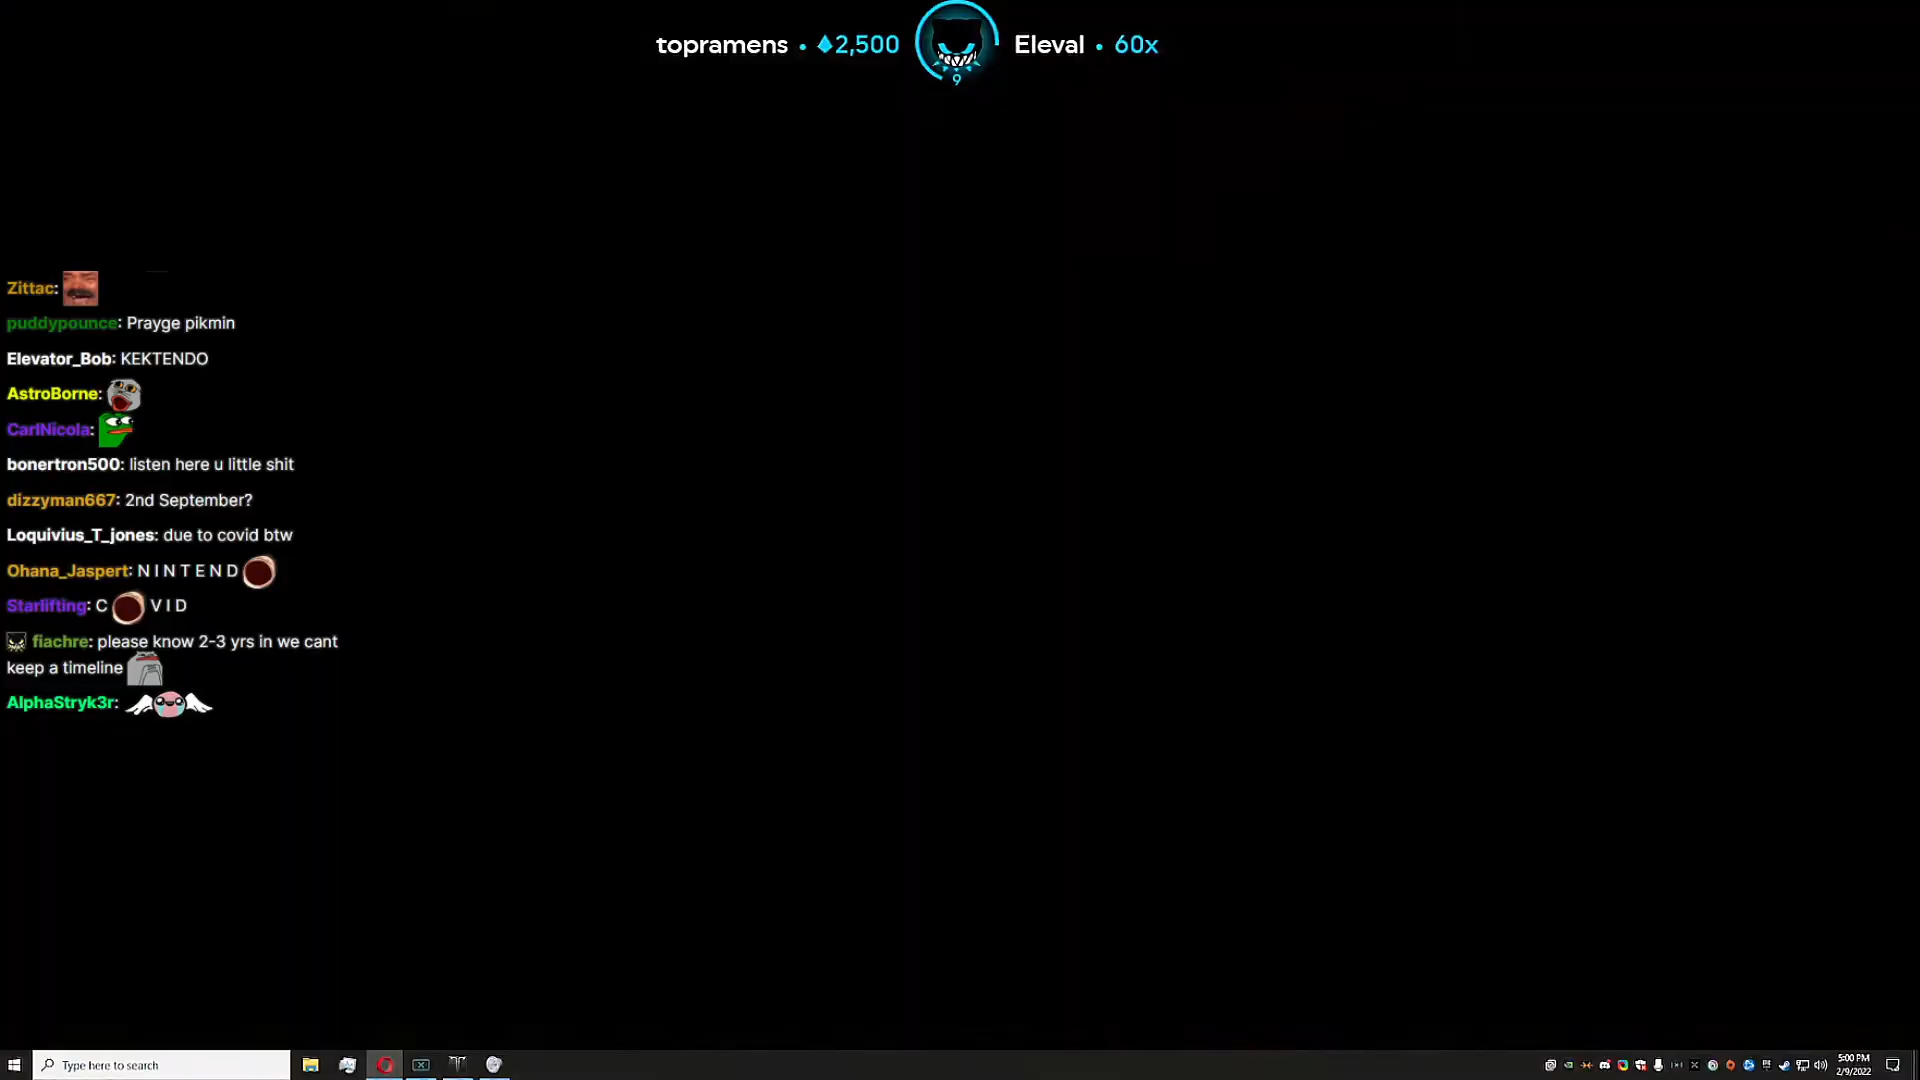 topramens • 2,500
9
Eleval • 60x
Zittac:
puddypounce: Prayge pikmin
Elevator_Bob: KEKTENDO
AstroBorne:
CarlNicola:
bonertron500: listen here u little shit
dizzyman667: 2nd September?
Loquivius_T_jones: due to covid btw
Ohana_Jaspert: N I N T E N D
Starlifting: C V I D
fiachre: please know 2-3 yrs in we cant
keep a timeline
AlphaStryk3r:
Type here to search
5:00 PM
2/9/2022